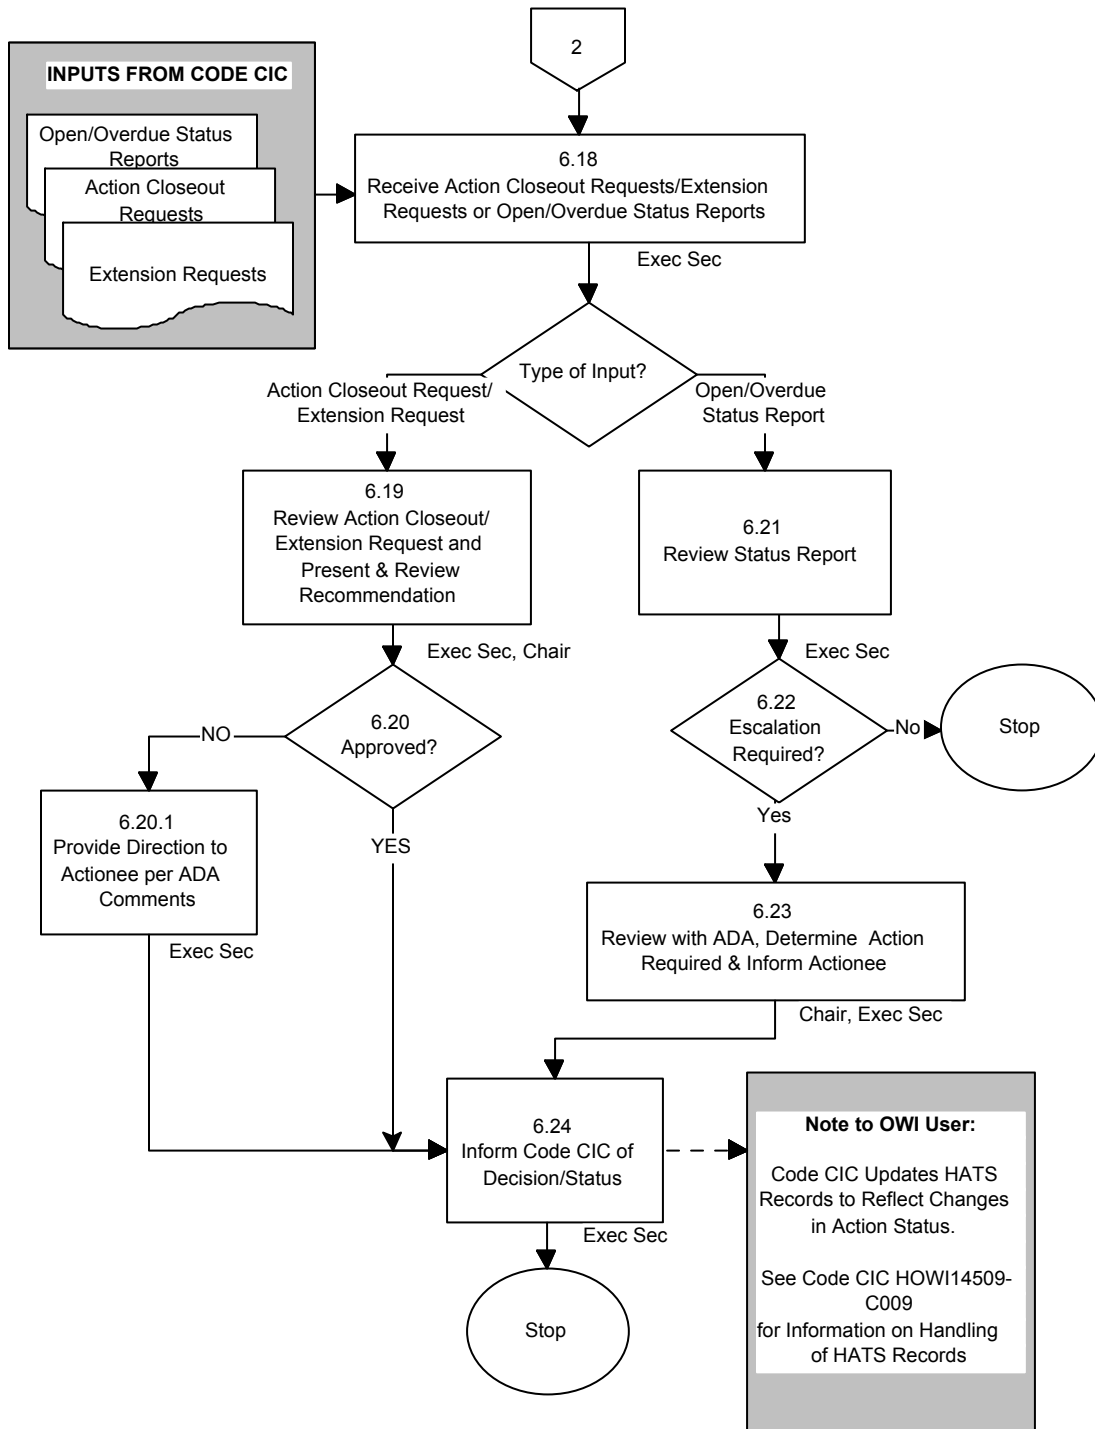 2
INPUTS FROM CODE CIC
Open/Overdue Status
Reports
Action Closeout
Requests
Extension Requests
6.18
Receive Action Closeout Requests/Extension
Requests or Open/Overdue Status Reports
Exec Sec
Type of Input?
Action Closeout Request/
Extension Request
Open/Overdue
Status Report
6.19
Review Action Closeout/
Extension Request and
Present & Review
Recommendation
Exec Sec, Chair
6.21
Review Status Report
Exec Sec
6.20
Approved?
NO
YES
6.22
Escalation
Required?
No
Stop
Yes
6.20.1
Provide Direction to
Actionee per ADA
Comments
Exec Sec
6.23
Review with ADA, Determine Action
Required & Inform Actionee
Chair, Exec Sec
6.24
Inform Code CIC of
Decision/Status
Exec Sec
Stop
Note to OWI User:
Code CIC Updates HATS
Records to Reflect Changes
in Action Status.
See Code CIC HOWI14509-
C009
for Information on Handling
of HATS Records